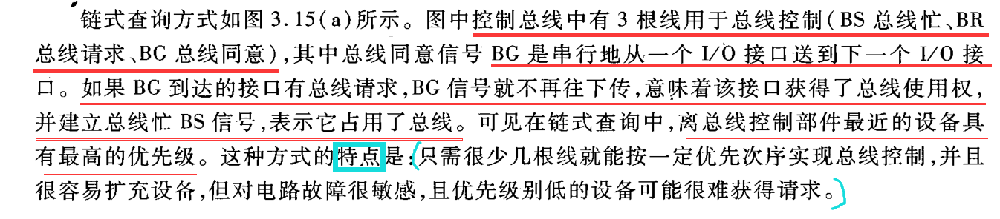 链式查询方式如图 3.15(a)所示。图中控制总线中有 3 根线用于总线控制(BS 总线忙、BR
总线请求、BG 总线同意),其中总线同意信号 BG 是串行地从一个 I/O 接口送到下一个 I/O 接
口。如果 BG 到达的接口有总线请求,BG 信号就不再往下传,意味着该接口获得了总线使用权,
并建立总线忙 BS 信号,表示它占用了总线。可见在链式查询中,离总线控制部件最近的设备具
有最高的优先级。这种方式的特点是:只需很少几根线就能按一定优先次序实现总线控制,并且
很容易扩充设备,但对电路故障很敏感,且优先级别低的设备可能很难获得请求。